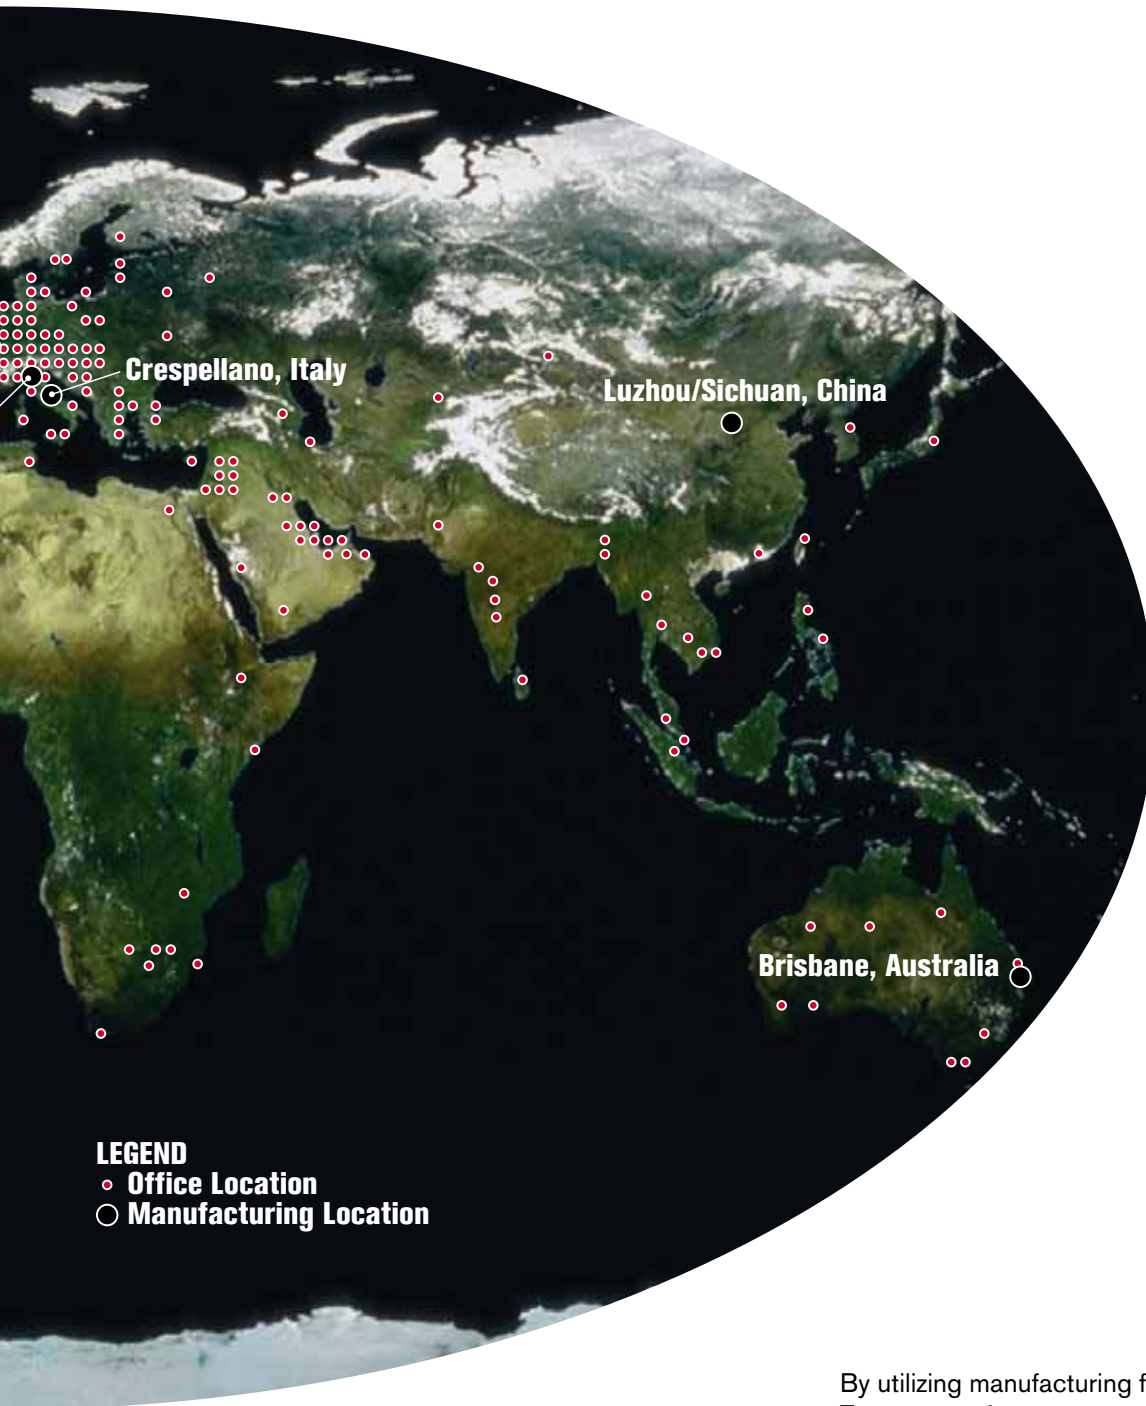 Crespellano, Italy
Luzhou/Sichuan, China
Brisbane, Australia
LEGEND
Office Location
Manufacturing Location
By utilizing manufacturing f